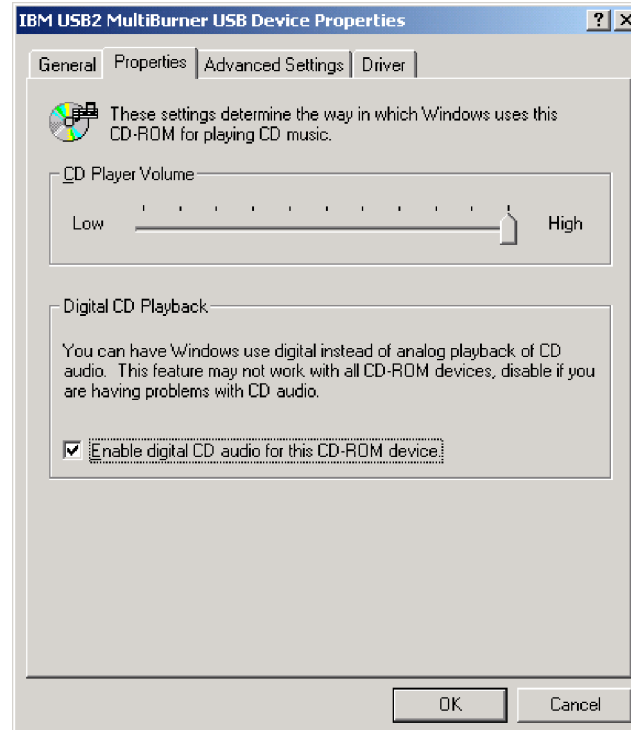 IBM USB2 MultiBurner USB Device Properties
General Properties Advanced Settings Driver
These settings determine the way in which Windows uses this
CD-ROM for playing CD music.
CD Player Volume
Low High
Digital CD Playback
You can have Windows use digital instead of analog playback of CD
audio. This feature may not work with all CD-ROM devices, disable if you
are having problems with CD audio.
Enable digital CD audio for this CD-ROM device.
OK Cancel